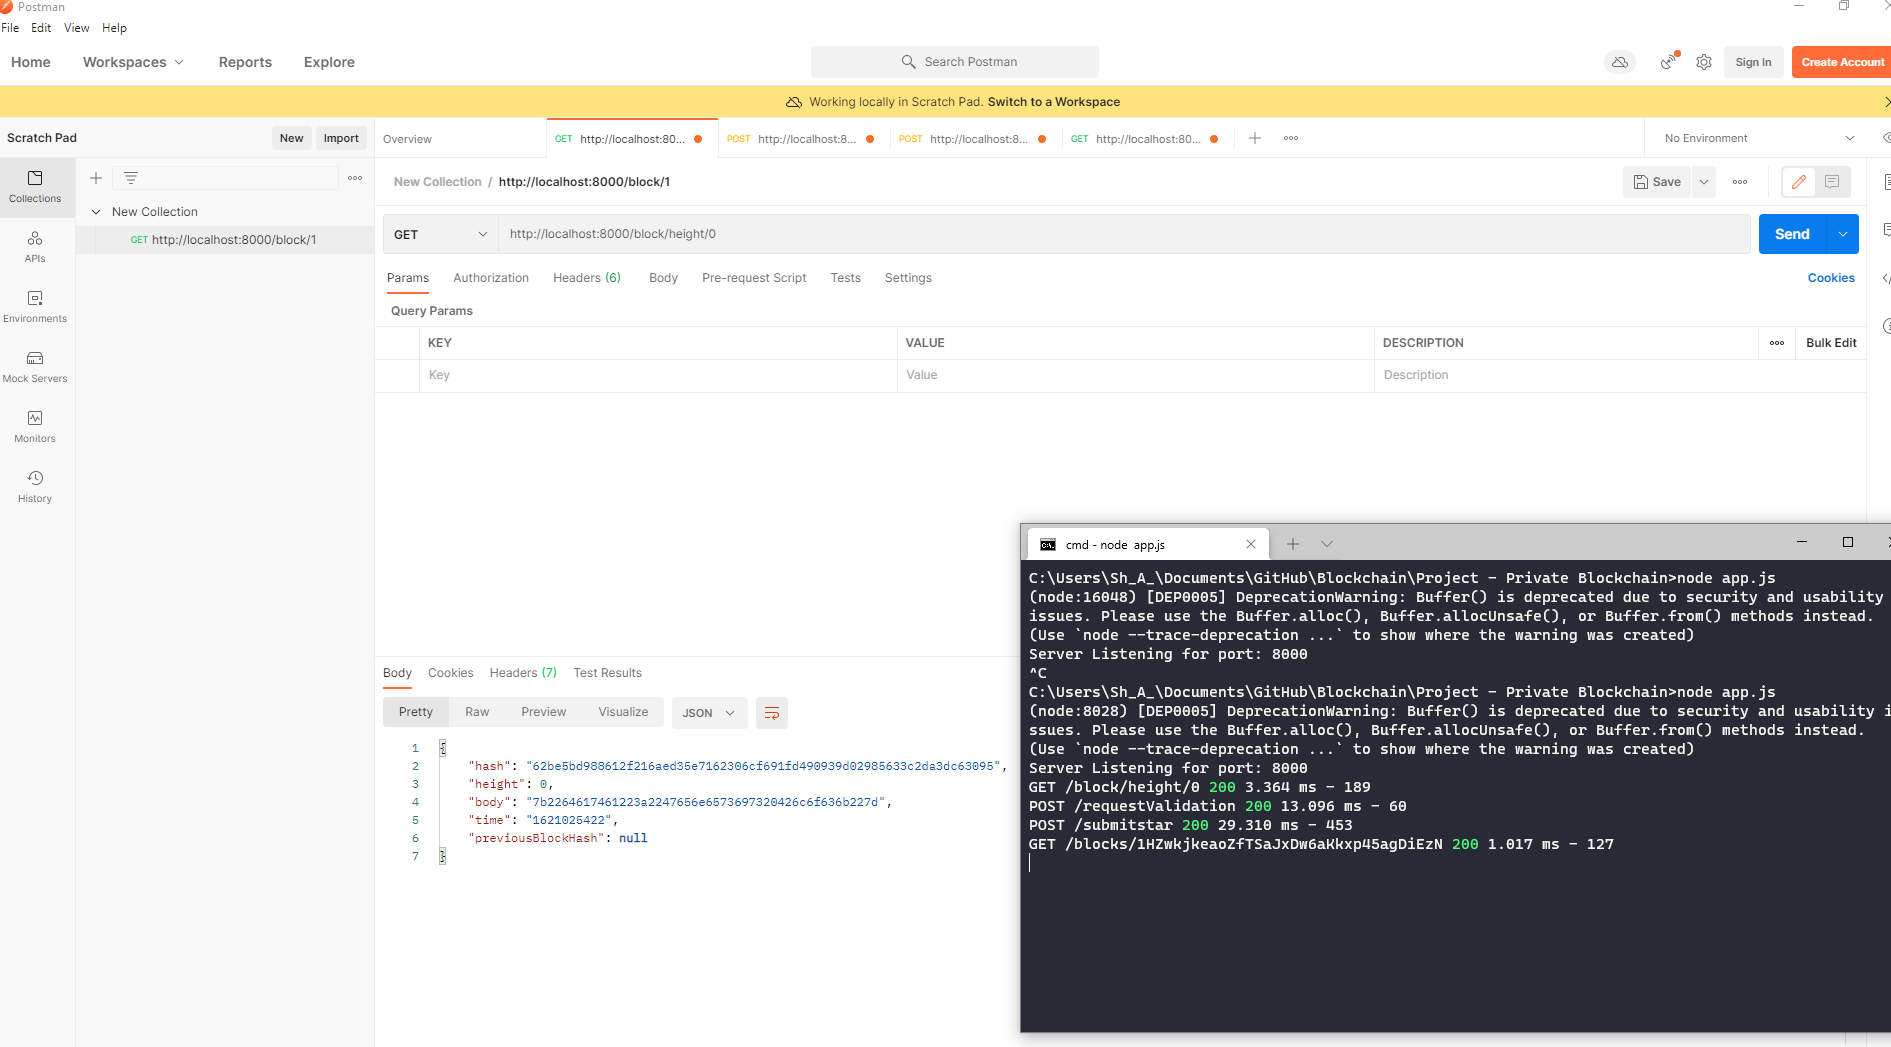 Postman
File Edit View Help
Home Workspaces Reports Explore Search Postman Sign In Create Account
Working locally in Scratch Pad. Switch to a Workspace
Scratch Pad New Import
Overview GET http://localhost:80... POST http://localhost:8... POST http://localhost:8... GET http://localhost:80... No Environment
Collections
APIs
Environments
Mock Servers
Monitors
History
New Collection
GET http://localhost:8000/block/1
New Collection / http://localhost:8000/block/1 Save
GET http://localhost:8000/block/height/0 Send
Params Authorization Headers (6) Body Pre-request Script Tests Settings Cookies
Query Params
KEY VALUE DESCRIPTION Bulk Edit
Key Value Description
Body Cookies Headers (7) Test Results
Pretty Raw Preview Visualize JSON
1 {
2 "hash": "62be5bd988612f216aed35e7162306cf691fd490939d02985633c2da3dc63095",
3 "height": 0,
4 "body": "7b2264617461223a2247656e6573697320426c6f636b227d",
5 "time": "1621025422",
6 "previousBlockHash": null
7 }
cmd - node app.js
C:\Users\Sh_A_\Documents\GitHub\Blockchain\Project - Private Blockchain>node app.js
(node:16048) [DEP0005] DeprecationWarning: Buffer() is deprecated due to security and usability
issues. Please use the Buffer.alloc(), Buffer.allocUnsafe(), or Buffer.from() methods instead.
(Use `node --trace-deprecation ...` to show where the warning was created)
Server Listening for port: 8000
^C
C:\Users\Sh_A_\Documents\GitHub\Blockchain\Project - Private Blockchain>node app.js
(node:8028) [DEP0005] DeprecationWarning: Buffer() is deprecated due to security and usability i
ssues. Please use the Buffer.alloc(), Buffer.allocUnsafe(), or Buffer.from() methods instead.
(Use `node --trace-deprecation ...` to show where the warning was created)
Server Listening for port: 8000
GET /block/height/0 200 3.364 ms - 189
POST /requestValidation 200 13.096 ms - 60
POST /submitstar 200 29.310 ms - 453
GET /blocks/1HZwkjkeaoZfTSaJxDw6aKkxp45agDiEzN 200 1.017 ms - 127